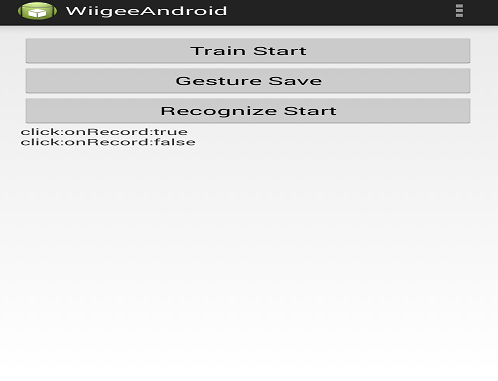 WiigeeAndroid
Train Start
Gesture Save
Recognize Start
click:onRecord:true
click:onRecord:false